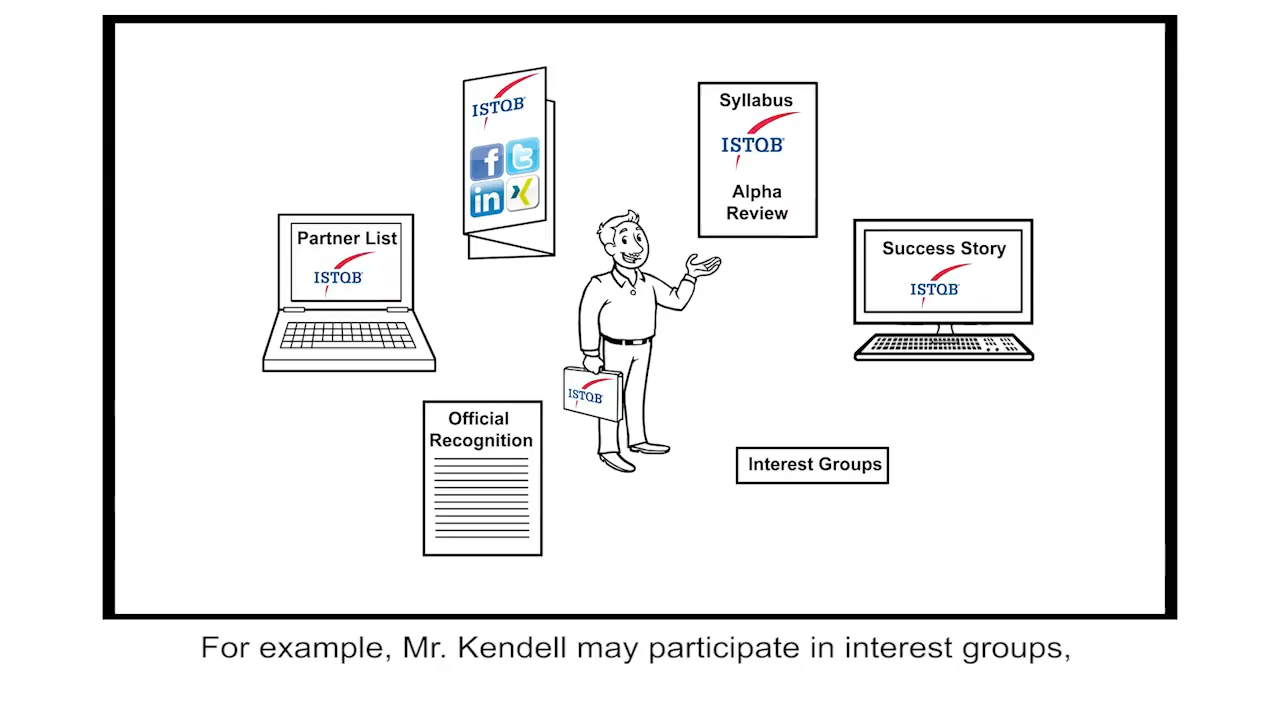 ISTQB®
f
t
in
Syllabus
ISTQB®
Alpha
Review
Partner List
ISTQB®
Success Story
ISTQB®
ISTQB®
Official
Recognition
Interest Groups
For example, Mr. Kendell may participate in interest groups,